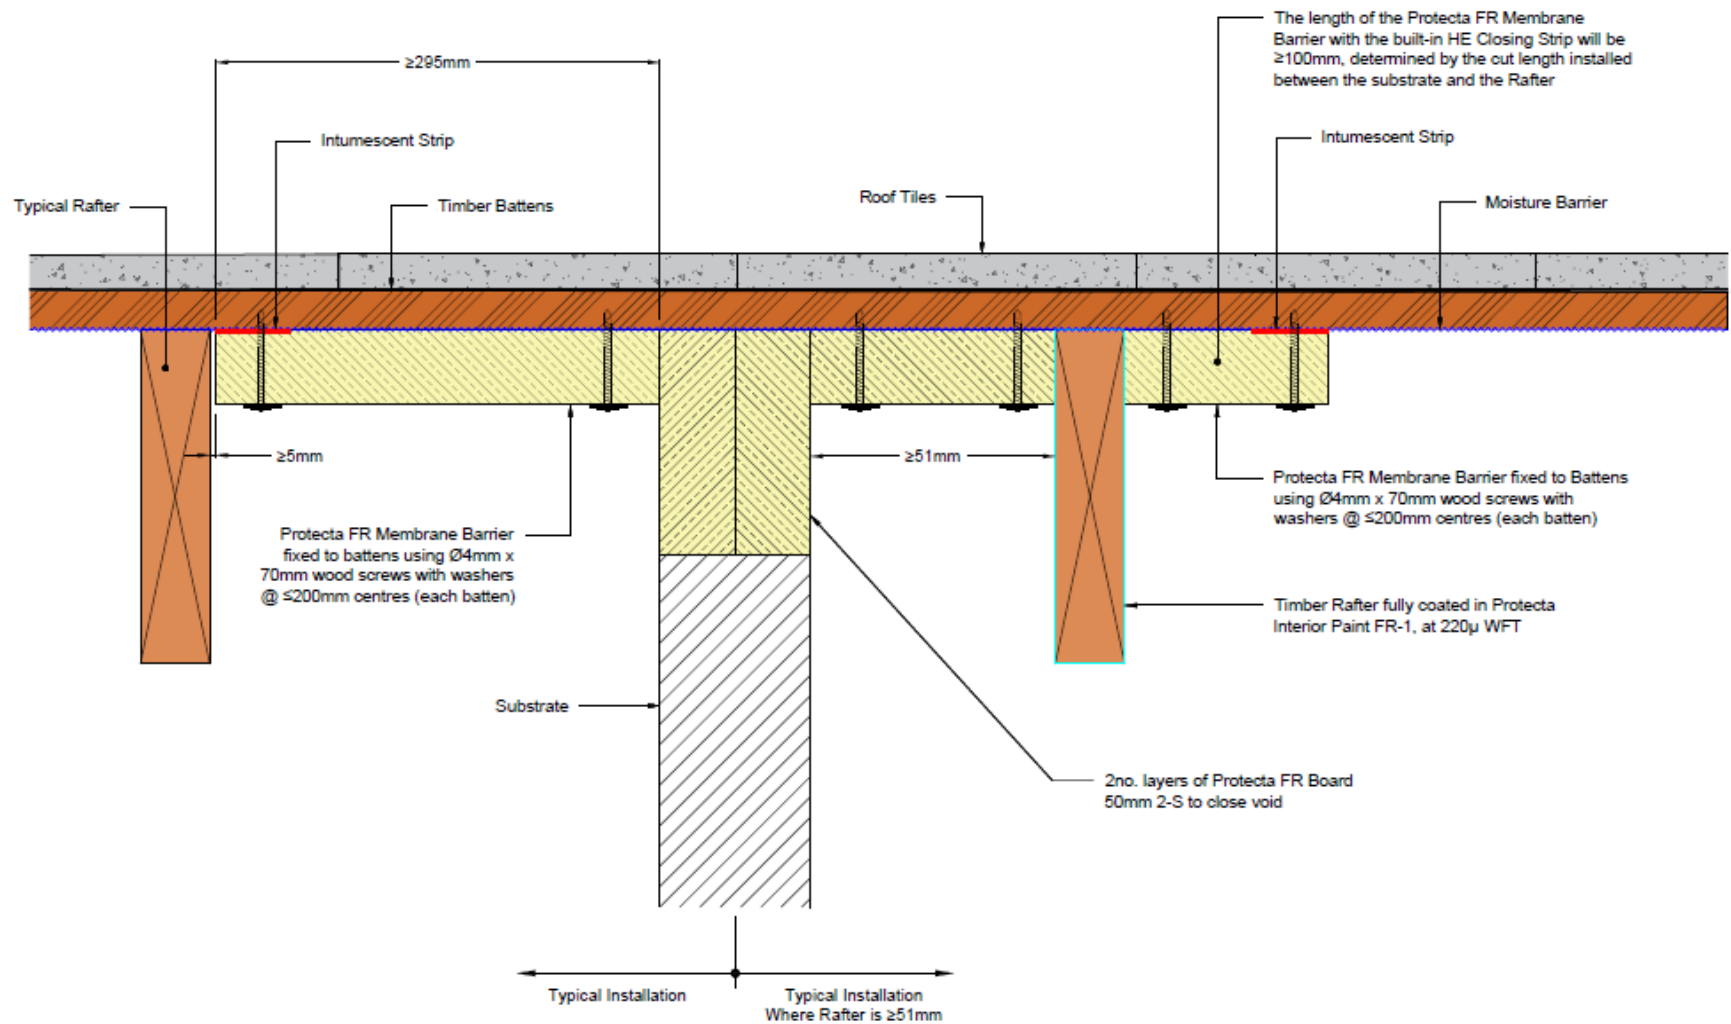 The length of the Protecta FR Membrane
Barrier with the built-in HE Closing Strip will be
≥100mm, determined by the cut length installed
between the substrate and the Rafter
≥295mm
Intumescent Strip
Intumescent Strip
Typical Rafter
Timber Battens
Roof Tiles
Moisture Barrier
≥5mm
≥51mm
Protecta FR Membrane Barrier
fixed to battens using Ø4mm x
70mm wood screws with washers
@ ≤200mm centres (each batten)
Protecta FR Membrane Barrier fixed to Battens
using Ø4mm x 70mm wood screws with
washers @ ≤200mm centres (each batten)
Timber Rafter fully coated in Protecta
Interior Paint FR-1, at 220µ WFT
Substrate
2no. layers of Protecta FR Board
50mm 2-S to close void
Typical Installation
Typical Installation
Where Rafter is ≥51mm